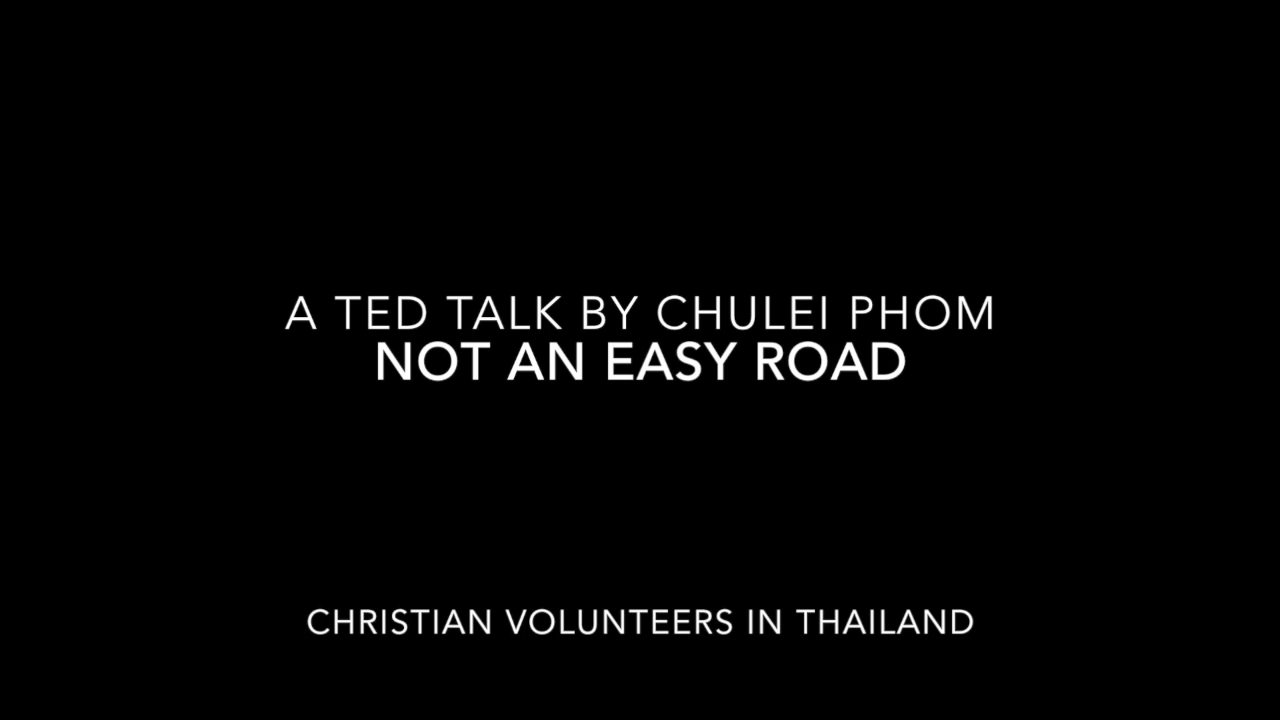 A TED TALK BY CHULEI PHOM
NOT AN EASY ROAD
CHRISTIAN VOLUNTEERS IN THAILAND